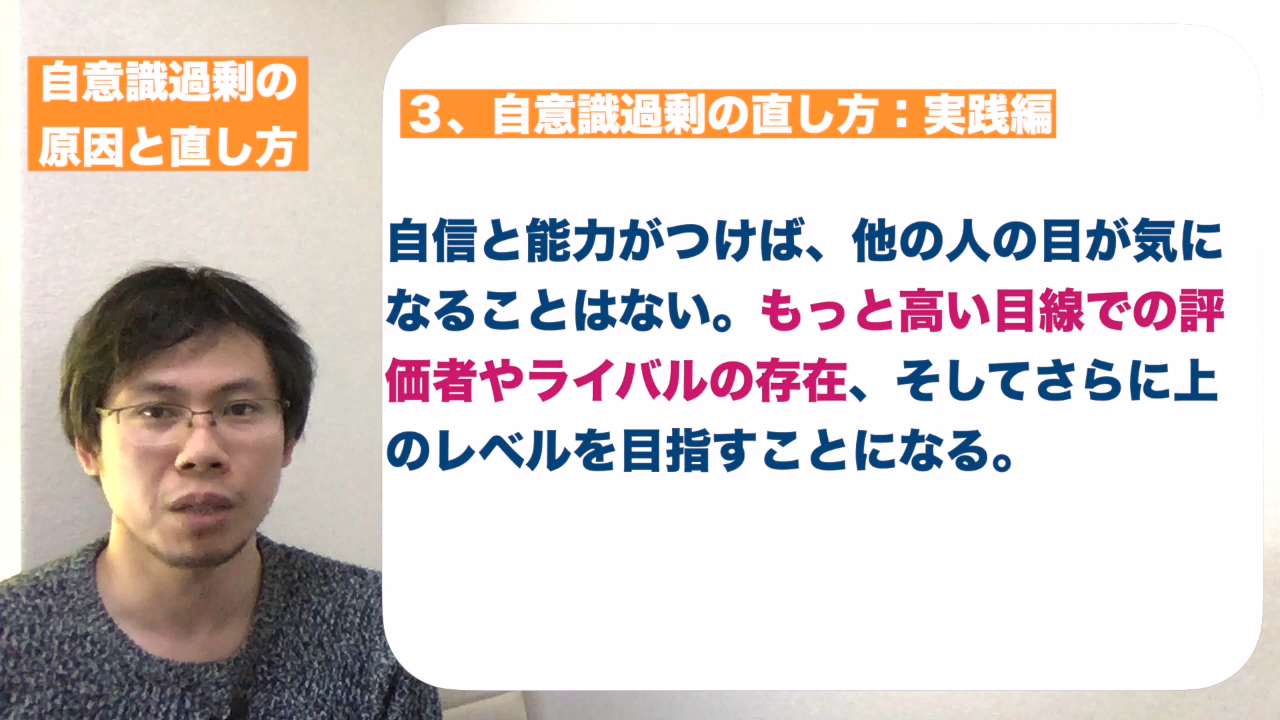 自意識過剰の
原因と直し方
３、自意識過剰の直し方：実践編
自信と能力がつけば、他の人の目が気に
なることはない。もっと高い目線での評
価者やライバルの存在、そしてさらに上
のレベルを目指すことになる。